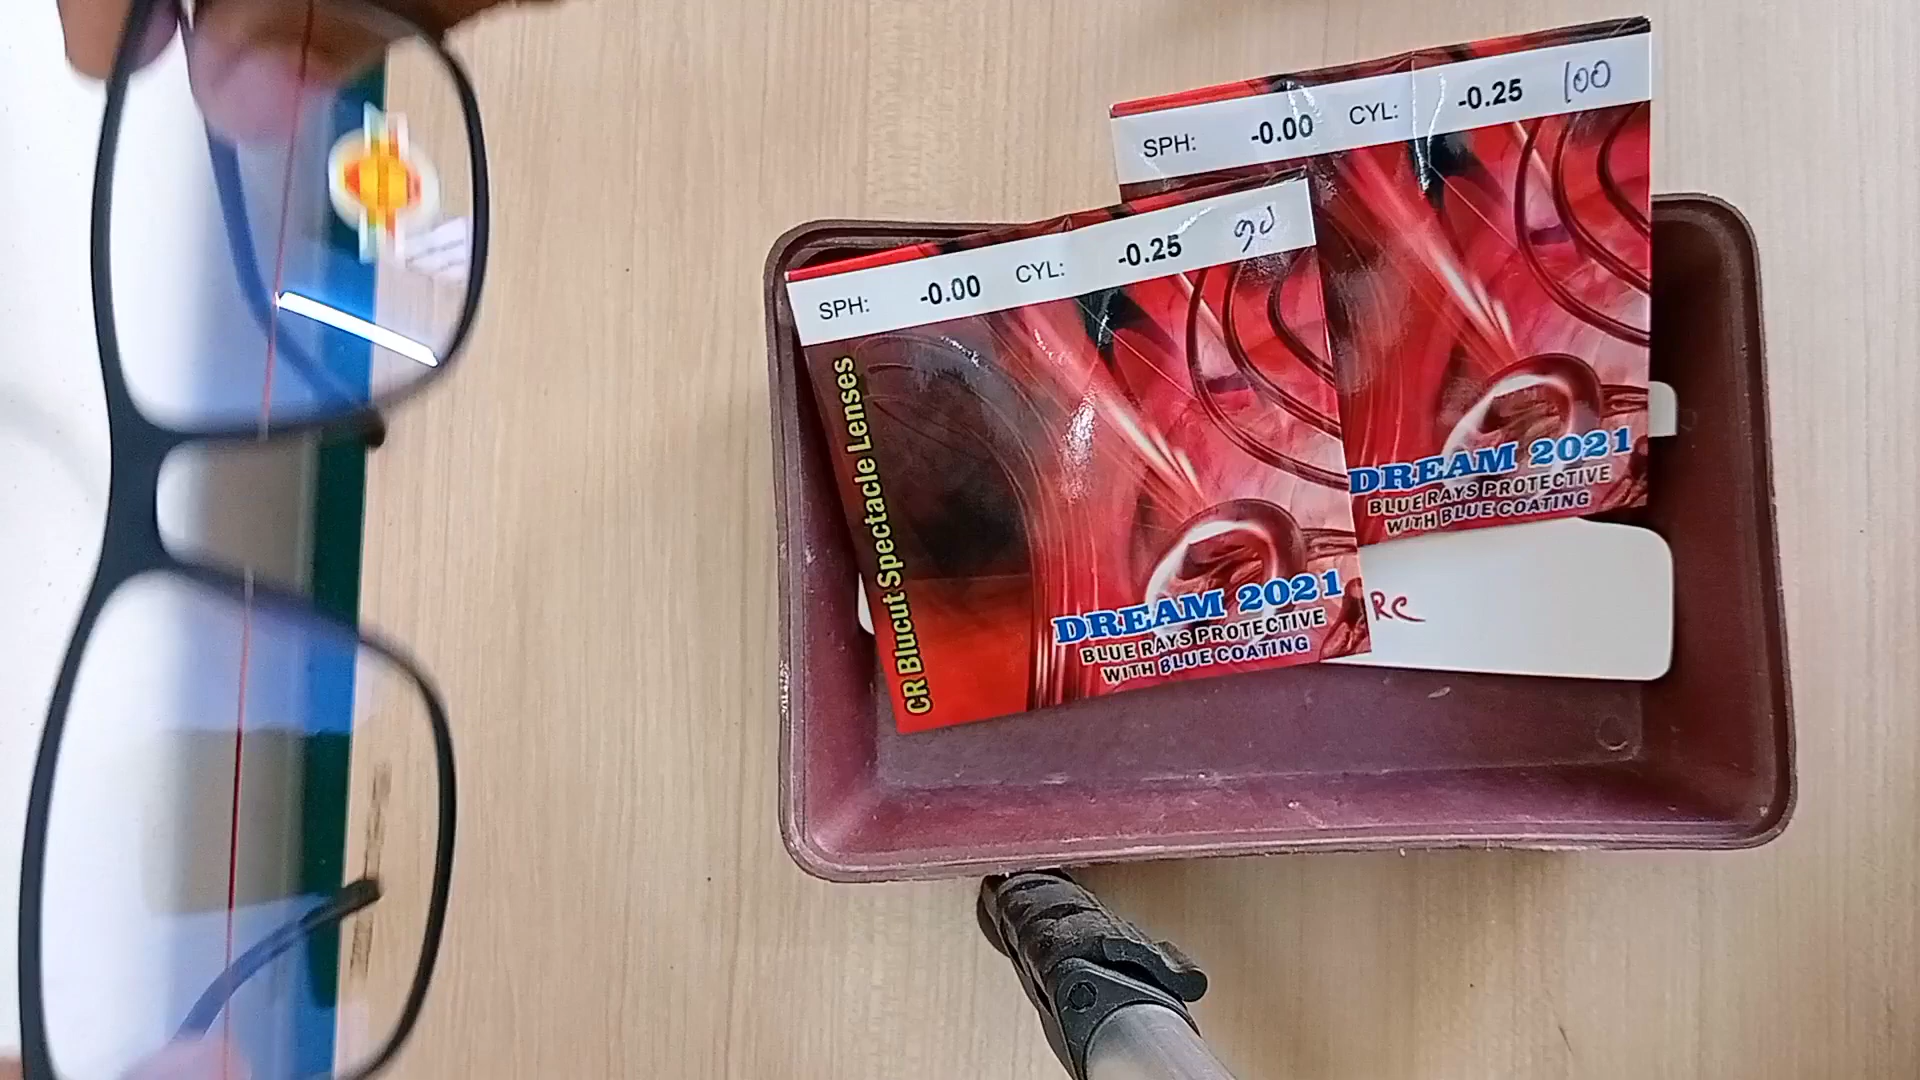 SPH: -0.00 CYL: -0.25 100
DREAM 2021
BLUE RAYS PROTECTIVE
WITH BLUE COATING
SPH: -0.00 CYL: -0.25 90
CR Blucut Spectacle Lenses
DREAM 2021
BLUE RAYS PROTECTIVE
WITH BLUE COATING
RC